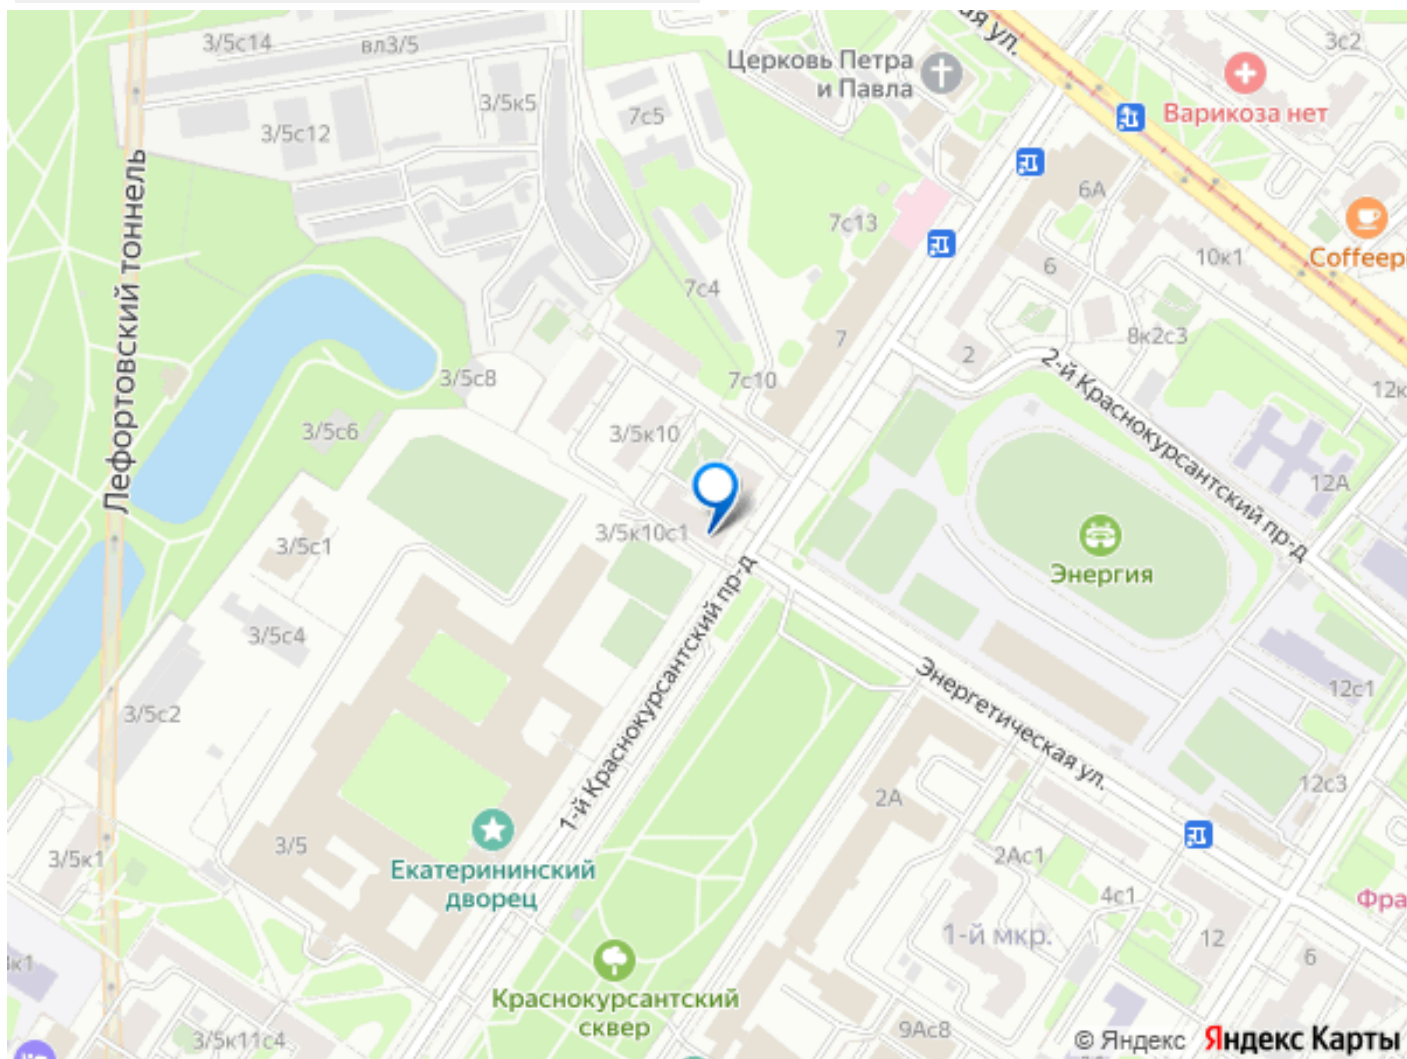 3/5с14
вл3/5
ая ул.
3с2
Церковь Петра
и Павла
Варикоза нет
3/5к5
7с5
3/5с12
6А
Лефортовский тоннель
7с13
Coffeep
10к1
6
7с4
7
8к2с3
2
2-й Краснокурсантский пр-д
3/5с8
7с10
12к
3/5с6
3/5к10
12А
3/5к10с1
3/5с1
Энергия
3/5с4
1-й Краснокурсантский пр-д
Энергетическая ул.
12с1
3/5с2
12с3
2А
3/5
3/5к1
2Ас1
Екатерининский
дворец
4с1
Фра
1-й мкр.
12
6
к1
Краснокурсантский
сквер
3/5к11с4
9Ас8
© Яндекс Яндекс Карты